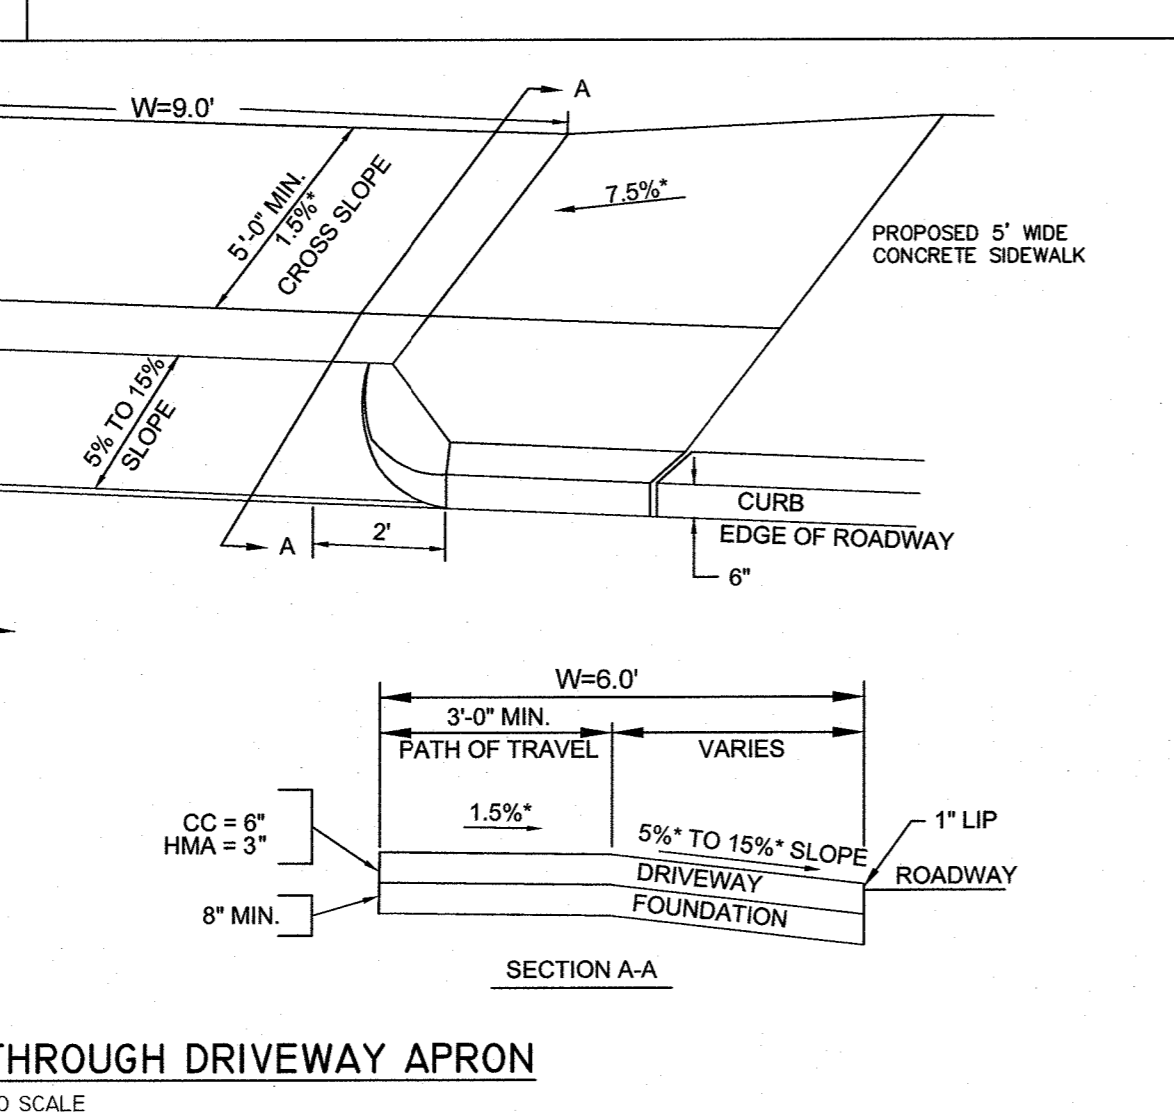 A
W=9.0'
5'-0" MIN.
1.5%*
CROSS SLOPE
7.5%*
PROPOSED 5' WIDE
CONCRETE SIDEWALK
5% TO 15%
SLOPE
CURB
EDGE OF ROADWAY
2'
A
6"
W=6.0'
3'-0" MIN.
PATH OF TRAVEL
VARIES
1.5%*
CC = 6"
HMA = 3"
5%* TO 15%* SLOPE
1" LIP
DRIVEWAY
ROADWAY
8" MIN.
FOUNDATION
SECTION A-A
THROUGH DRIVEWAY APRON
O SCALE